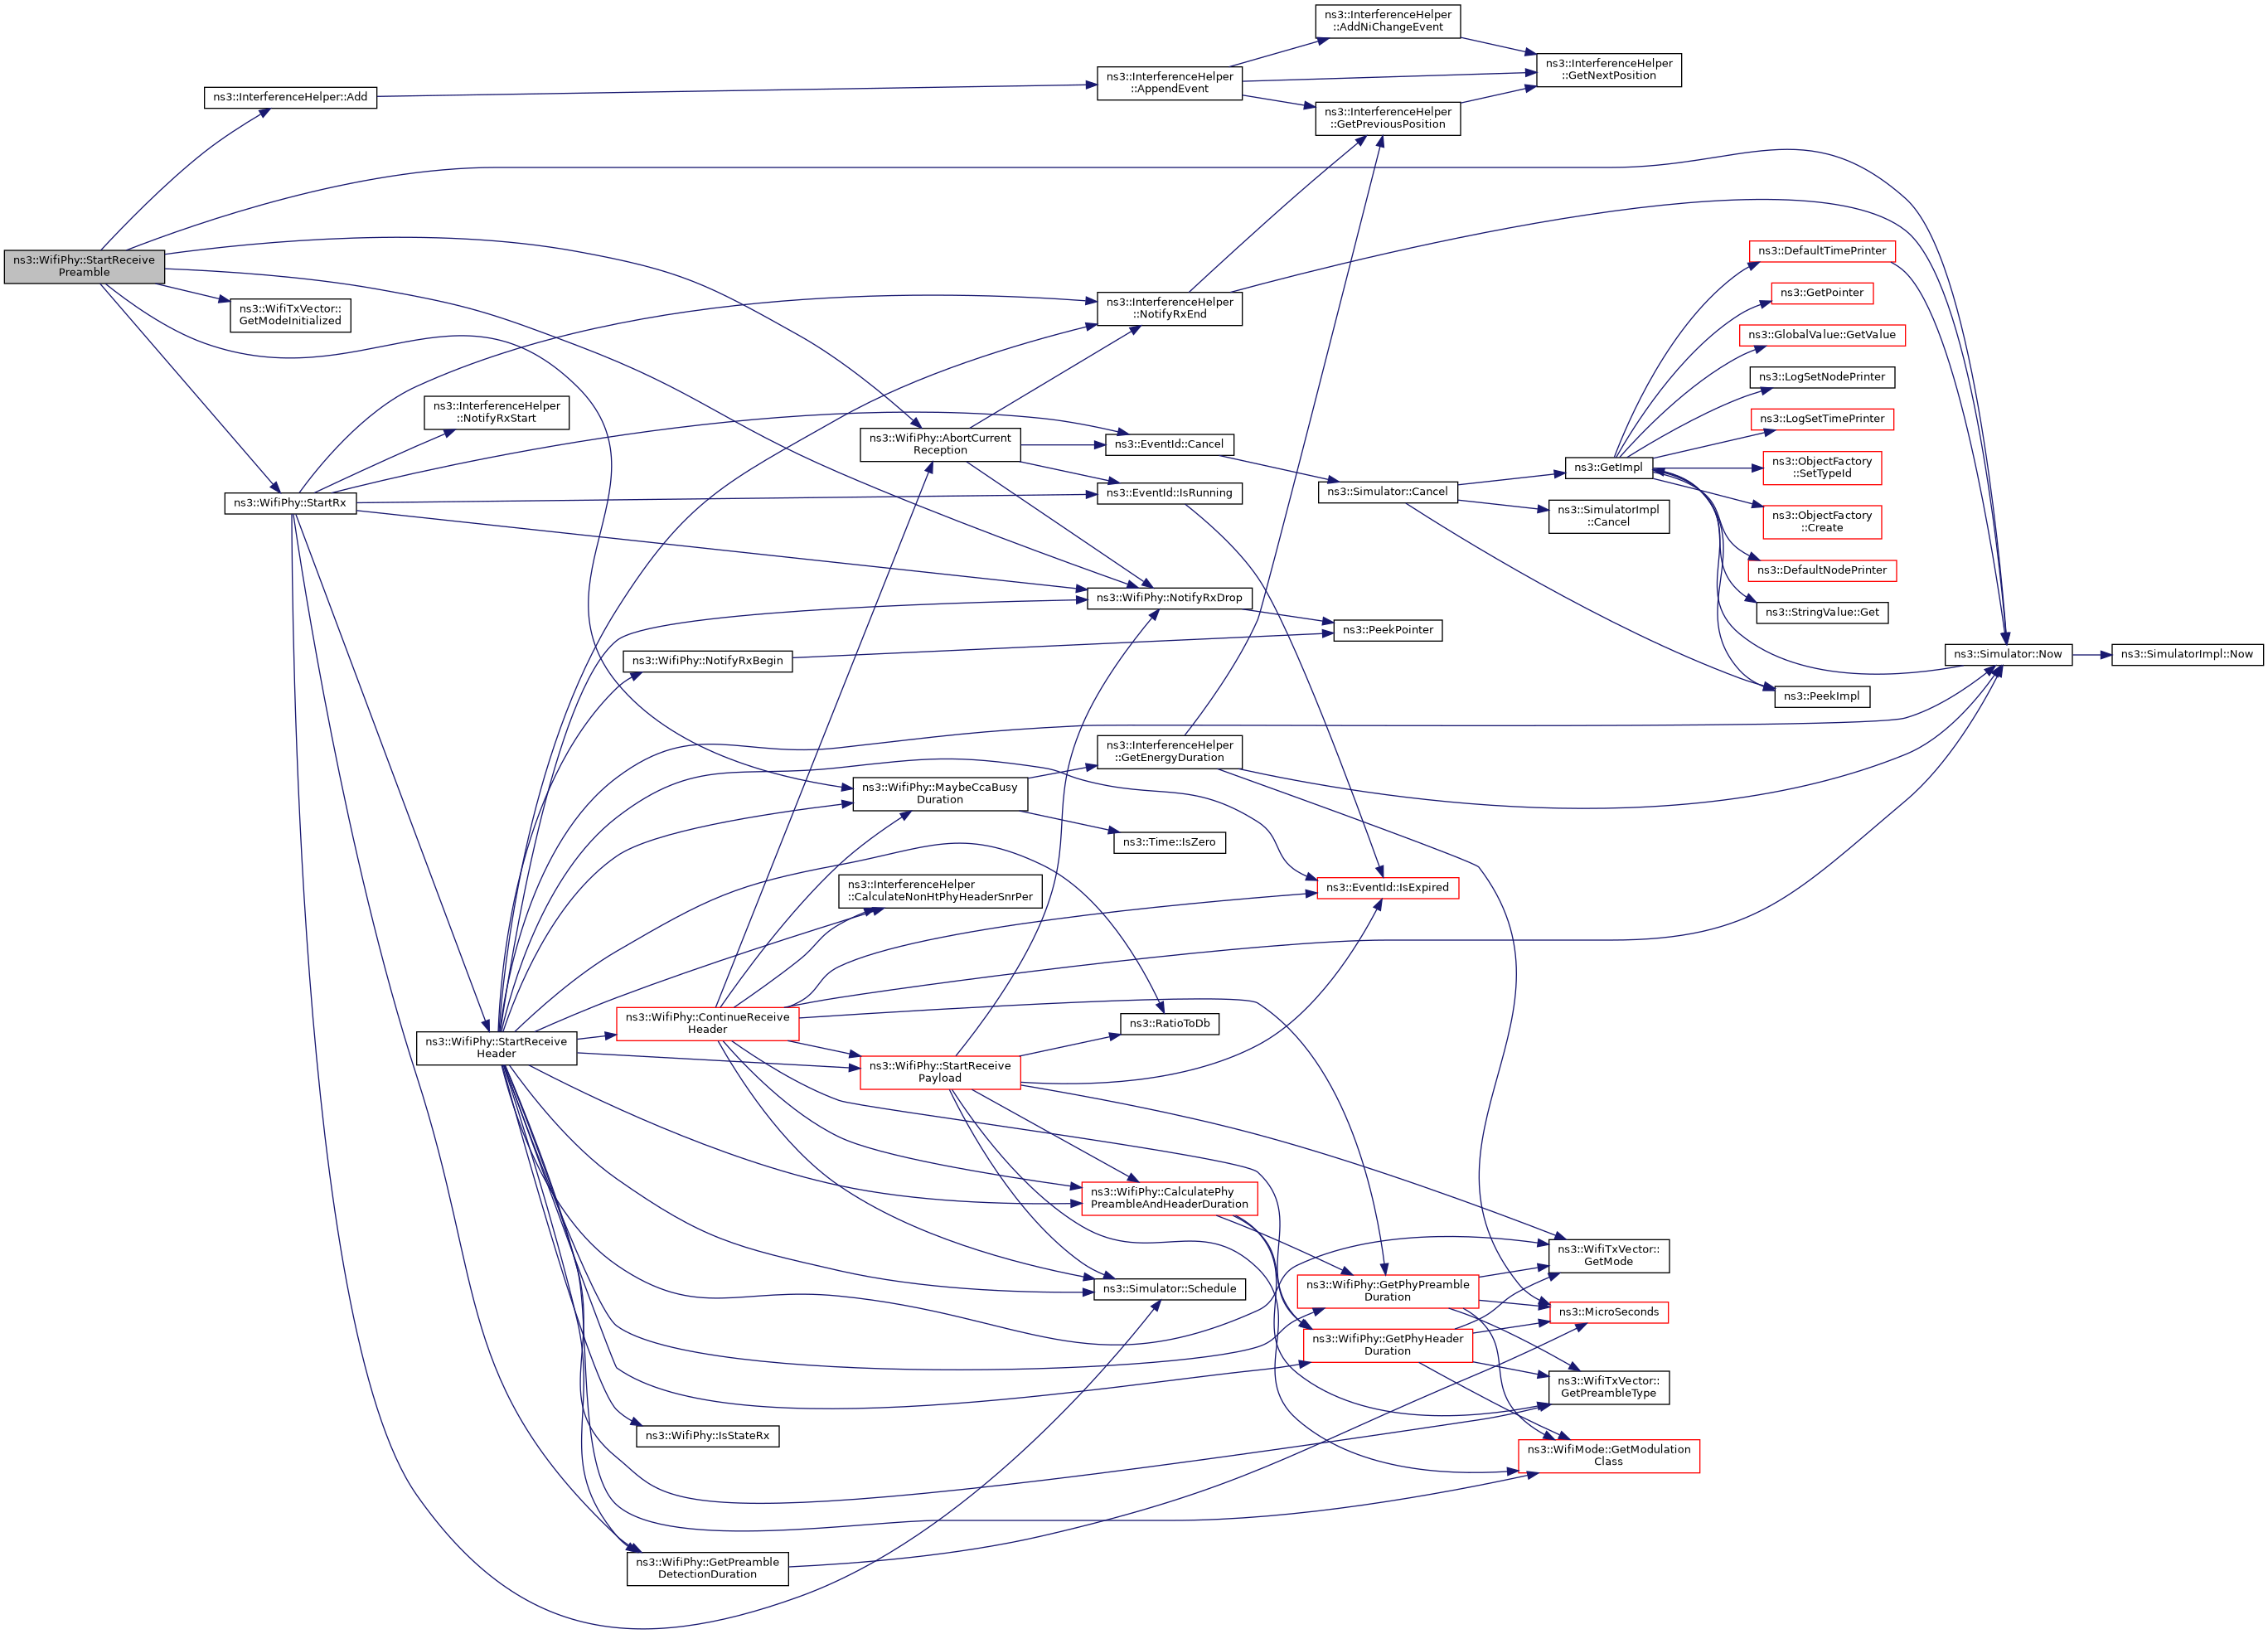 ns3::InterferenceHelper
::AddNiChangeEvent
ns3::InterferenceHelper
::GetNextPosition
ns3::InterferenceHelper
::AppendEvent
ns3::InterferenceHelper::Add
ns3::InterferenceHelper
::GetPreviousPosition
ns3::WifiPhy::StartReceive
Preamble
ns3::DefaultTimePrinter
ns3::GetPointer
ns3::WifiTxVector::
GetModeInitialized
ns3::InterferenceHelper
::NotifyRxEnd
ns3::GlobalValue::GetValue
ns3::LogSetNodePrinter
ns3::InterferenceHelper
::NotifyRxStart
ns3::LogSetTimePrinter
ns3::WifiPhy::AbortCurrent
Reception
ns3::EventId::Cancel
ns3::GetImpl
ns3::ObjectFactory
::SetTypeId
ns3::EventId::IsRunning
ns3::Simulator::Cancel
ns3::WifiPhy::StartRx
ns3::SimulatorImpl
::Cancel
ns3::ObjectFactory
::Create
ns3::DefaultNodePrinter
ns3::WifiPhy::NotifyRxDrop
ns3::StringValue::Get
ns3::PeekPointer
ns3::WifiPhy::NotifyRxBegin
ns3::Simulator::Now
ns3::SimulatorImpl::Now
ns3::PeekImpl
ns3::InterferenceHelper
::GetEnergyDuration
ns3::WifiPhy::MaybeCcaBusy
Duration
ns3::Time::IsZero
ns3::InterferenceHelper
::CalculateNonHtPhyHeaderSnrPer
ns3::EventId::IsExpired
ns3::WifiPhy::ContinueReceive
Header
ns3::RatioToDb
ns3::WifiPhy::StartReceive
Header
ns3::WifiPhy::StartReceive
Payload
ns3::WifiPhy::CalculatePhy
PreambleAndHeaderDuration
ns3::WifiTxVector::
GetMode
ns3::Simulator::Schedule
ns3::WifiPhy::GetPhyPreamble
Duration
ns3::MicroSeconds
ns3::WifiPhy::GetPhyHeader
Duration
ns3::WifiTxVector::
GetPreambleType
ns3::WifiPhy::IsStateRx
ns3::WifiMode::GetModulation
Class
ns3::WifiPhy::GetPreamble
DetectionDuration